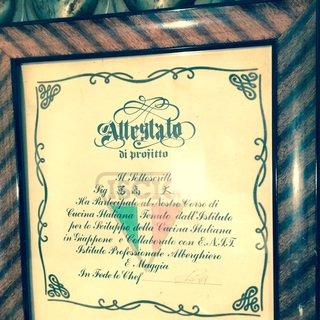 Attestato
di profitto
Il Sottoscritto
Sig
Ha Partecipato al Nostro Corso di
Cucina Italiana Tenuto dall'Istituto
per lo Sviluppo della Cucina Italiana
in Giappone e Collaborato con E.N.I.T.
Istituto Professionale Alberghiero
E Maggia
In Fede lo Chef